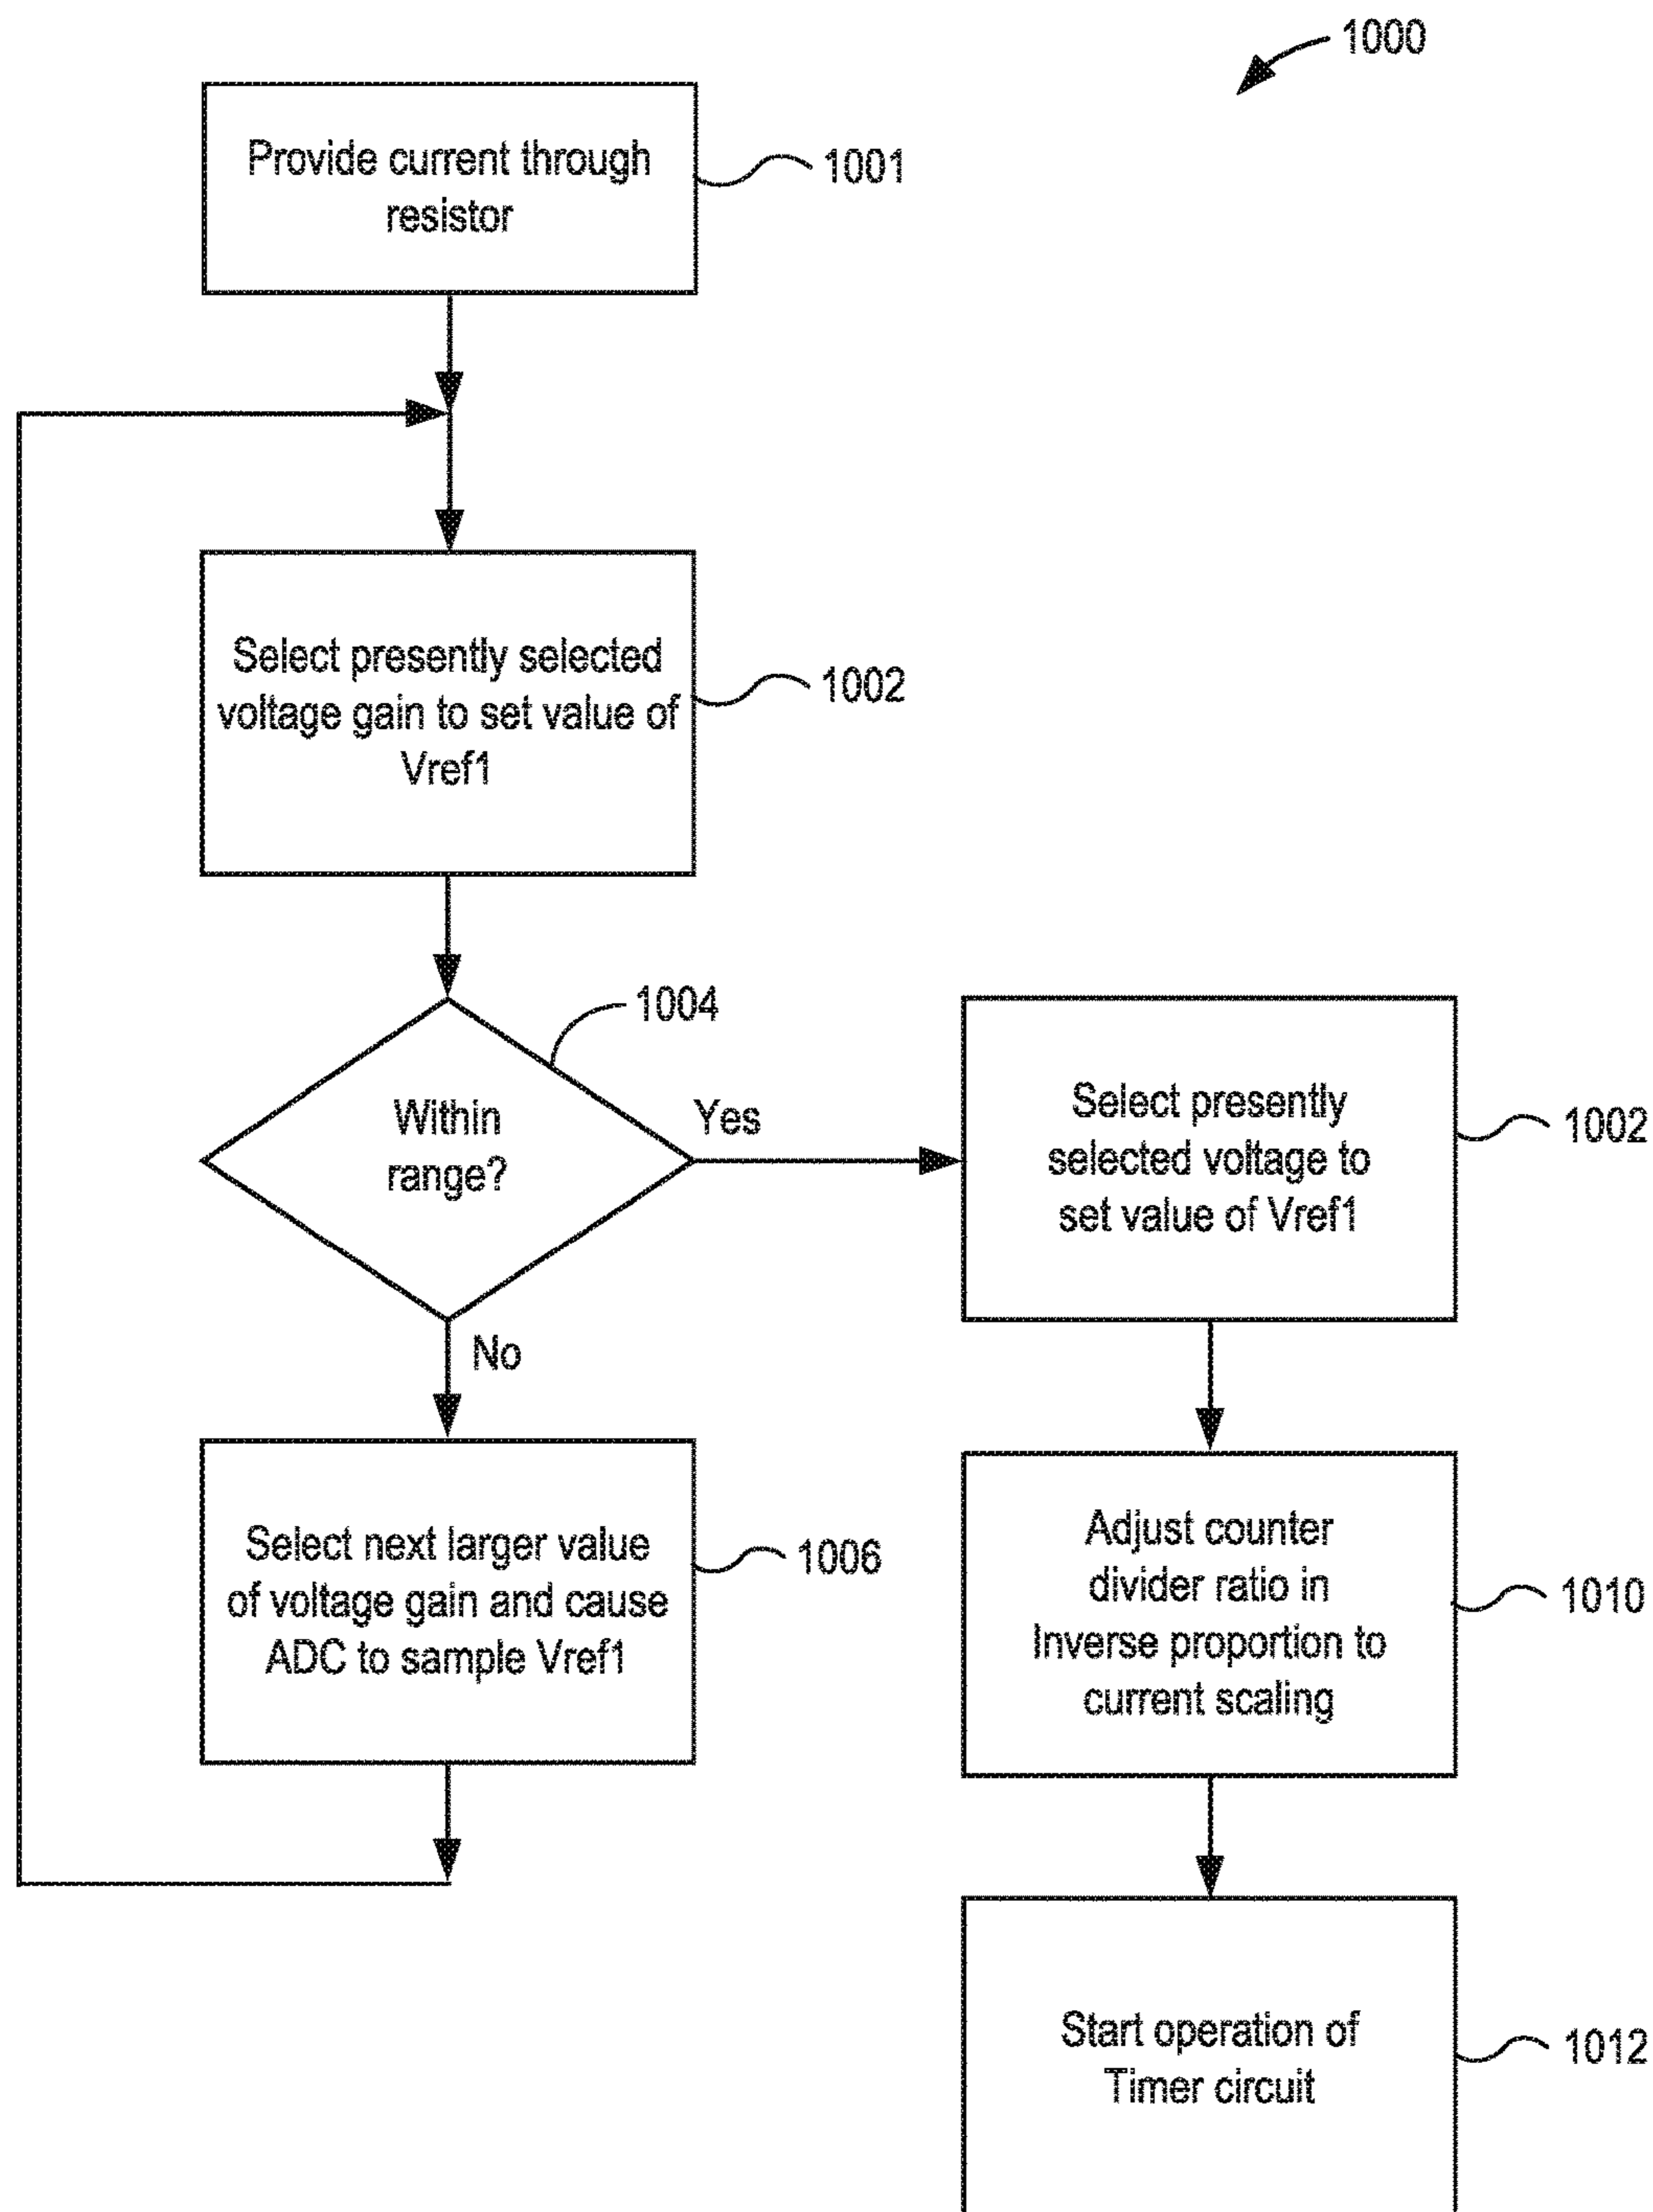 1000
Provide current through
resistor
1001
Select presently selected
voltage gain to set value of
Vref1
1002
1004
Within
range?
Yes
No
Select presently
selected voltage to
set value of Vref1
1002
Select next larger value
of voltage gain and cause
ADC to sample Vref1
1006
Adjust counter
divider ratio in
Inverse proportion to
current scaling
1010
Start operation of
Timer circuit
1012